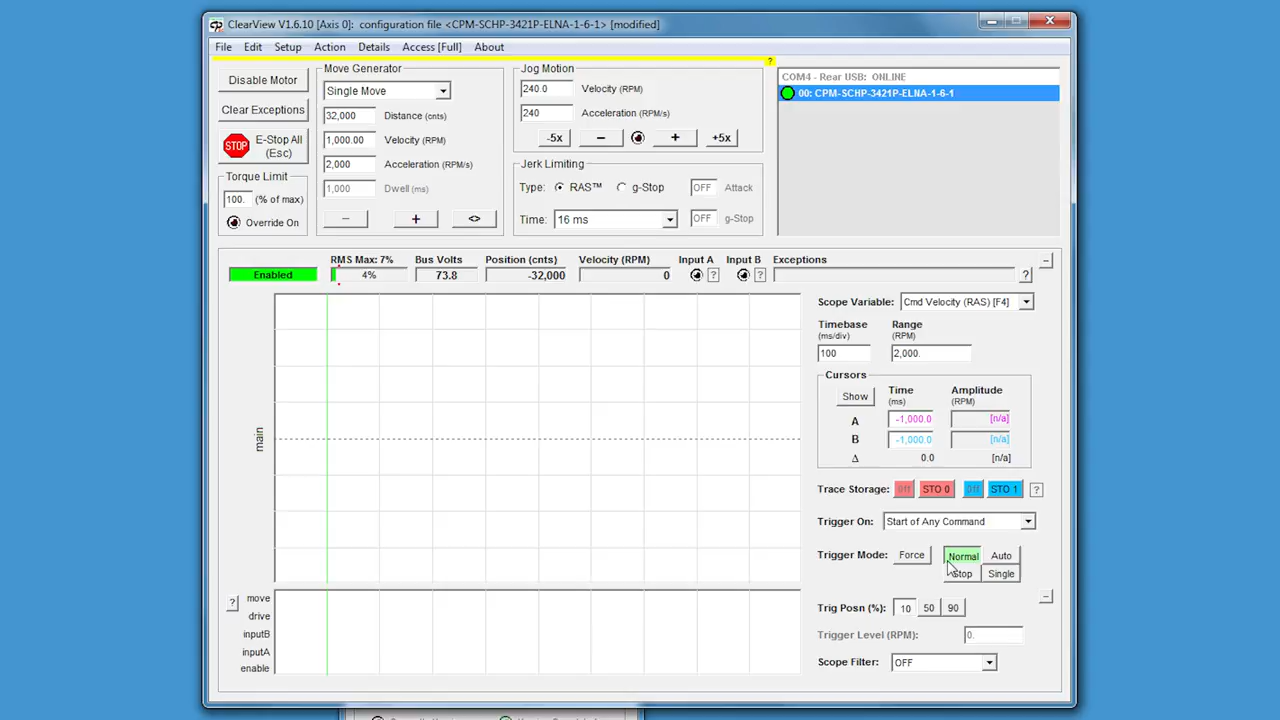 ClearView V1.6.10 [Axis 0]: configuration file <CPM-SCHP-3421P-ELNA-1-6-1> [modified]
File Edit Setup Action Details Access [Full] About
?
Disable Motor
Clear Exceptions
STOP E-Stop All (Esc)
Torque Limit
100. (% of max)
Override On
Move Generator
Single Move
32,000 Distance (cnts)
1,000.00 Velocity (RPM)
2,000 Acceleration (RPM/s)
1,000 Dwell (ms)
− + <>
Jog Motion
240.0 Velocity (RPM)
240 Acceleration (RPM/s)
-5x − + +5x
Jerk Limiting
Type: RAS™ g-Stop OFF Attack
Time: 16 ms OFF g-Stop
COM4 - Rear USB: ONLINE
00: CPM-SCHP-3421P-ELNA-1-6-1
RMS Max: 7% Bus Volts Position (cnts) Velocity (RPM) Input A Input B Exceptions −
Enabled 4% 73.8 -32,000 0 ? ? ?
main
Scope Variable: Cmd Velocity (RAS) [F4]
Timebase (ms/div) Range (RPM)
100 2,000.
Cursors
Show Time (ms) Amplitude (RPM)
A -1,000.0 [n/a]
B -1,000.0 [n/a]
Δ 0.0 [n/a]
Trace Storage: Off STO 0 Off STO 1 ?
Trigger On: Start of Any Command
Trigger Mode: Force Normal Auto
Stop Single
Trig Posn (%): 10 50 90 −
Trigger Level (RPM): 0.
Scope Filter: OFF
? move
drive
inputB
inputA
enable